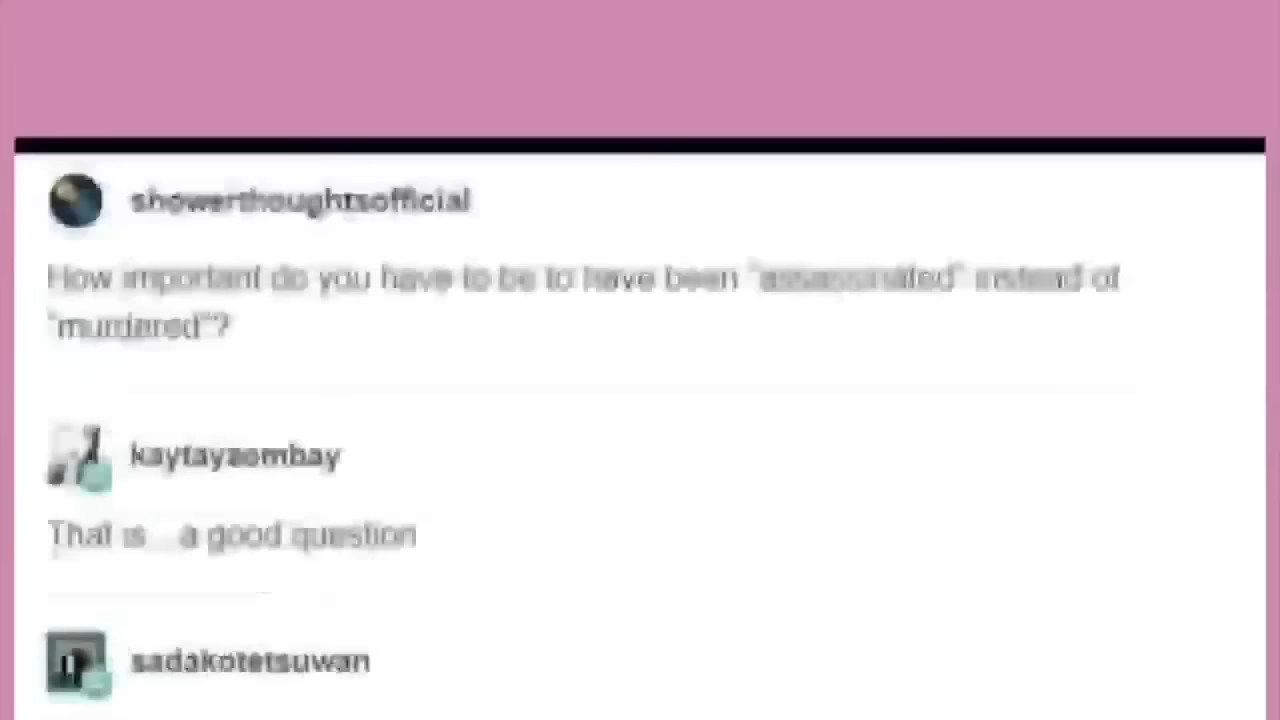 showerthoughtsofficial
How important do you have to be to have been "assassinated" instead of
"murdered"?
kaytayzombay
That is... a good question
sadakotetsuwan